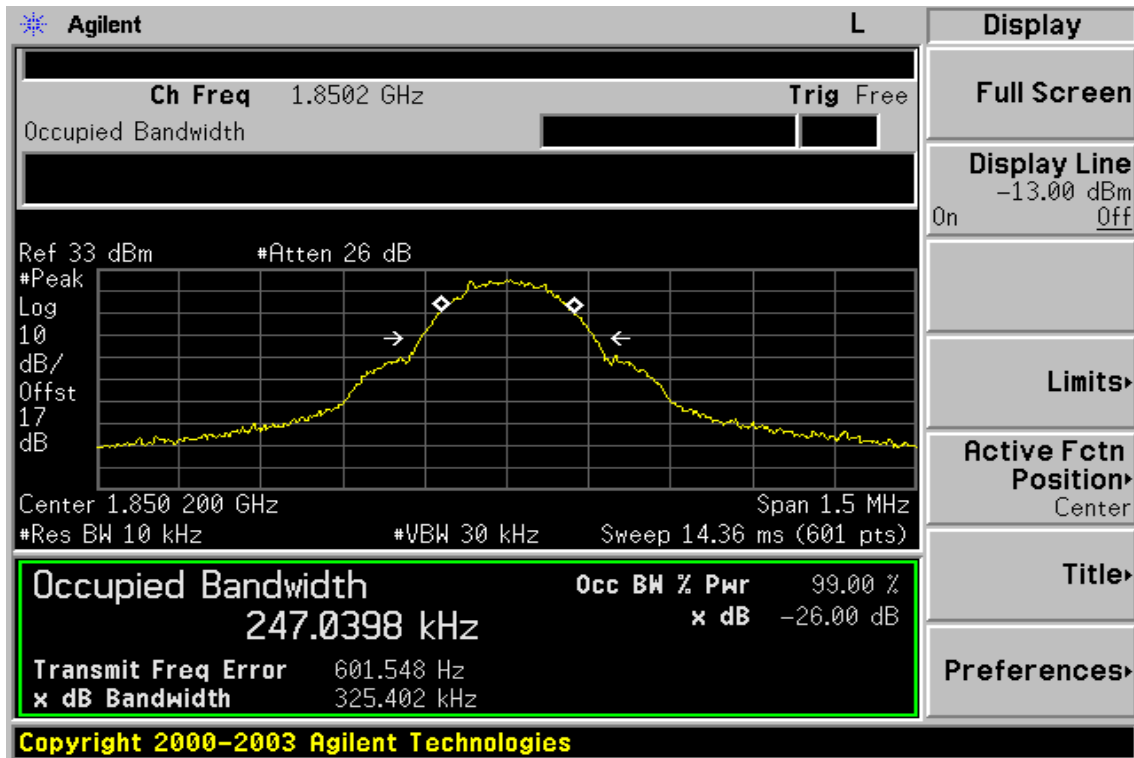 Agilent L
Ch Freq 1.8502 GHz Trig Free
Occupied Bandwidth
Ref 33 dBm #Atten 26 dB
#Peak
Log
10
dB/
Offst
17
dB
Center 1.850 200 GHz Span 1.5 MHz
#Res BW 10 kHz #VBW 30 kHz Sweep 14.36 ms (601 pts)
Occupied Bandwidth
247.0398 kHz
Occ BW % Pwr 99.00 %
x dB -26.00 dB
Transmit Freq Error 601.548 Hz
x dB Bandwidth 325.402 kHz
Copyright 2000-2003 Agilent Technologies
Display
Full Screen
Display Line
-13.00 dBm
On Off
Limits
Active Fctn
Position
Center
Title
Preferences